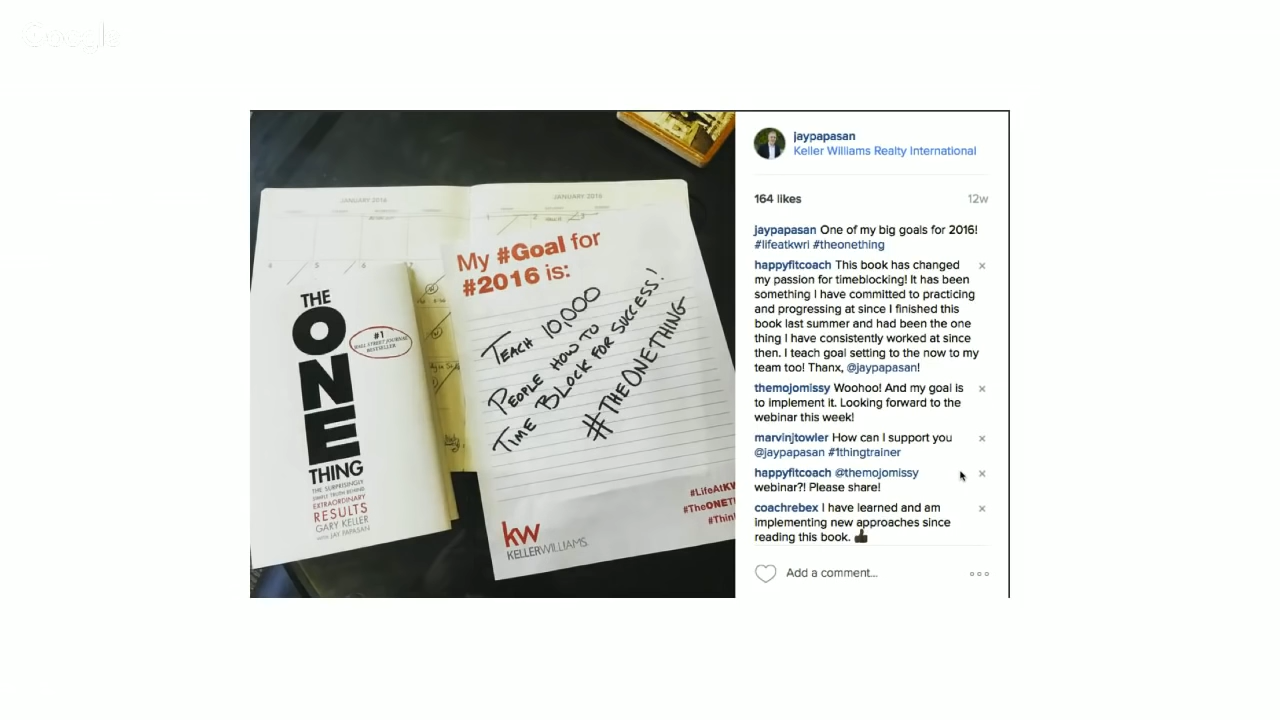 Google
JANUARY 2016
JANUARY 2016
4 5 6 7
THE
ONE
THING
#1
WALL STREET JOURNAL
BESTSELLER
THE SURPRISINGLY
SIMPLE TRUTH BEHIND
EXTRAORDINARY
RESULTS
GARY KELLER
WITH JAY PAPASAN
My #Goal for
#2016 is:
TEACH 10,000
PEOPLE HOW TO
TIME BLOCK FOR SUCCESS!
#THEONETHING
#LifeAtKW
#TheONETH
#Think
kw
KELLERWILLIAMS.
jaypapasan
Keller Williams Realty International
164 likes 12w
jaypapasan One of my big goals for 2016!
#lifeatkwri #theonething
happyfitcoach This book has changed
my passion for timeblocking! It has been
something I have committed to practicing
and progressing at since I finished this
book last summer and had been the one
thing I have consistently worked at since
then. I teach goal setting to the now to my
team too! Thanx, @jaypapasan!
themojomissy Woohoo! And my goal is
to implement it. Looking forward to the
webinar this week!
marvinjtowler How can I support you
@jaypapasan #1thingtrainer
happyfitcoach @themojomissy
webinar?! Please share!
coachrebex I have learned and am
implementing new approaches since
reading this book.
Add a comment...